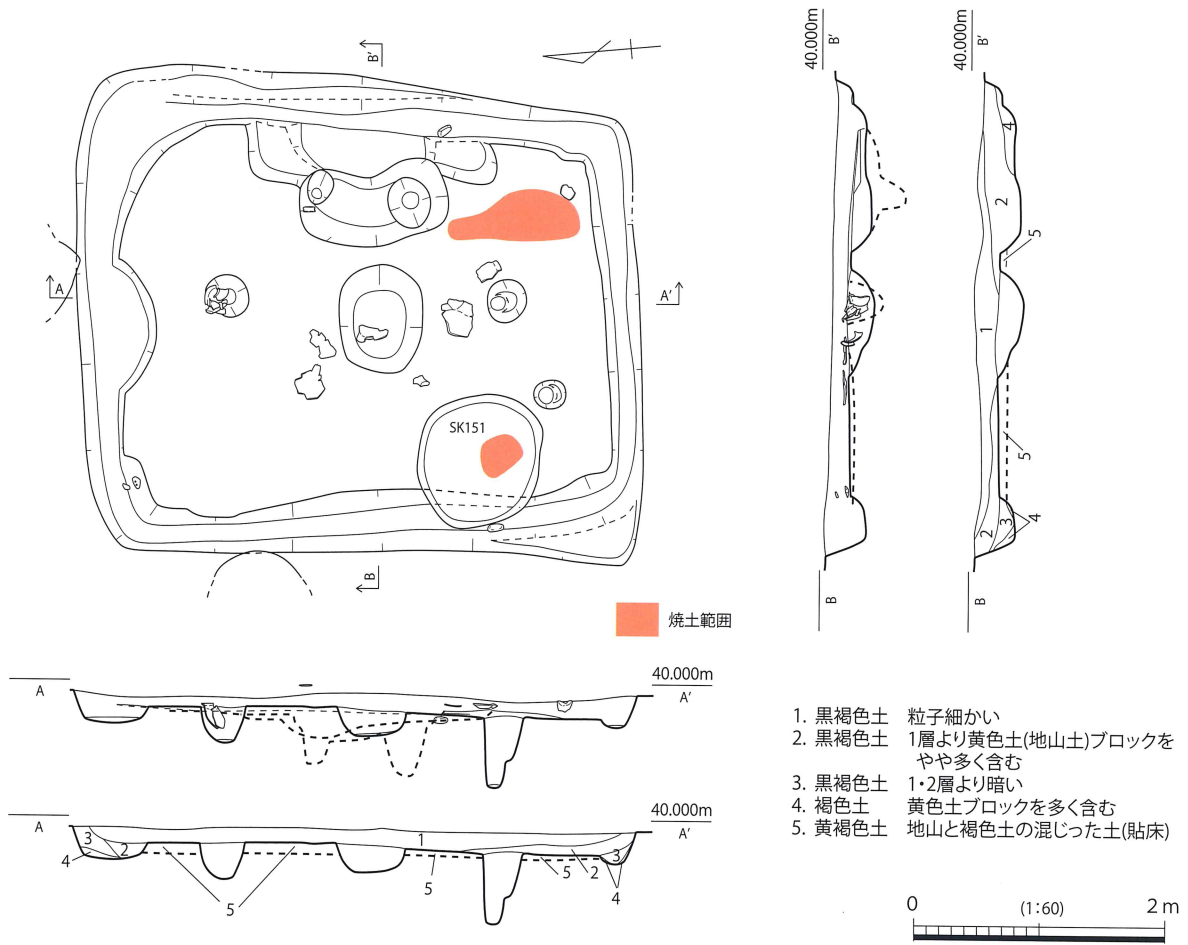 B'
40.000m
B'
40.000m
B'
A
A'
4
2
5
SK151
1
5
3
4
2
B
B
B
焼土範囲
40.000m
A
A'
40.000m
A
A'
3
1
2
4
5
5
5
2
3
4
1. 黒褐色土 粒子細かい
2. 黒褐色土 1層より黄色土(地山土)ブロックを
やや多く含む
3. 黒褐色土 1・2層より暗い
4. 褐色土 黄色土ブロックを多く含む
5. 黄褐色土 地山と褐色土の混じった土(貼床)
0 (1:60) 2 m